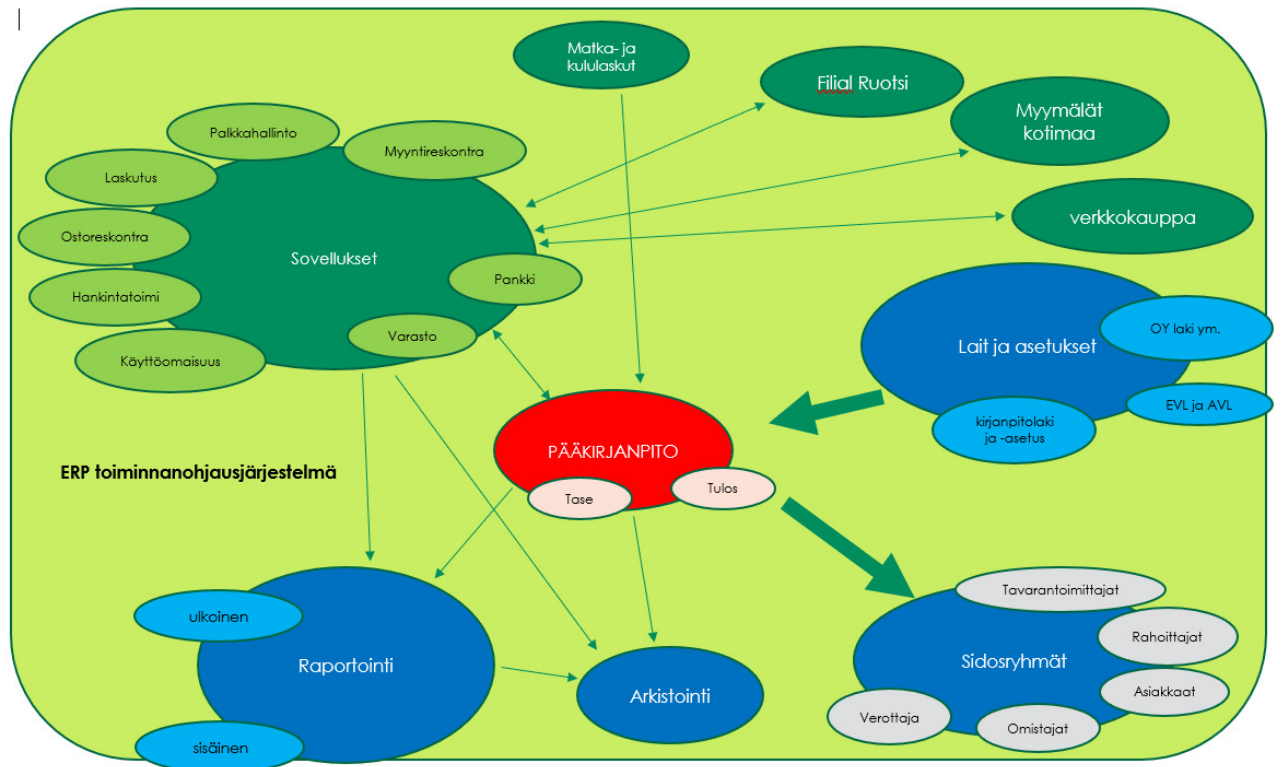 Matka- ja
kululaskut
Filial Ruotsi
Myymälät
kotimaa
verkkokauppa
Palkkahallinto
Myyntireskontra
Laskutus
Ostoreskontra
Hankintatoimi
Käyttöomaisuus
Sovellukset
Pankki
Varasto
Lait ja asetukset
OY laki ym.
EVL ja AVL
kirjanpitolaki
ja -asetus
PÄÄKIRJANPITO
Tase
Tulos
ERP toiminnanohjausjärjestelmä
ulkoinen
Raportointi
sisäinen
Arkistointi
Tavarantoimittajat
Rahoittajat
Sidosryhmät
Asiakkaat
Verottaja
Omistajat